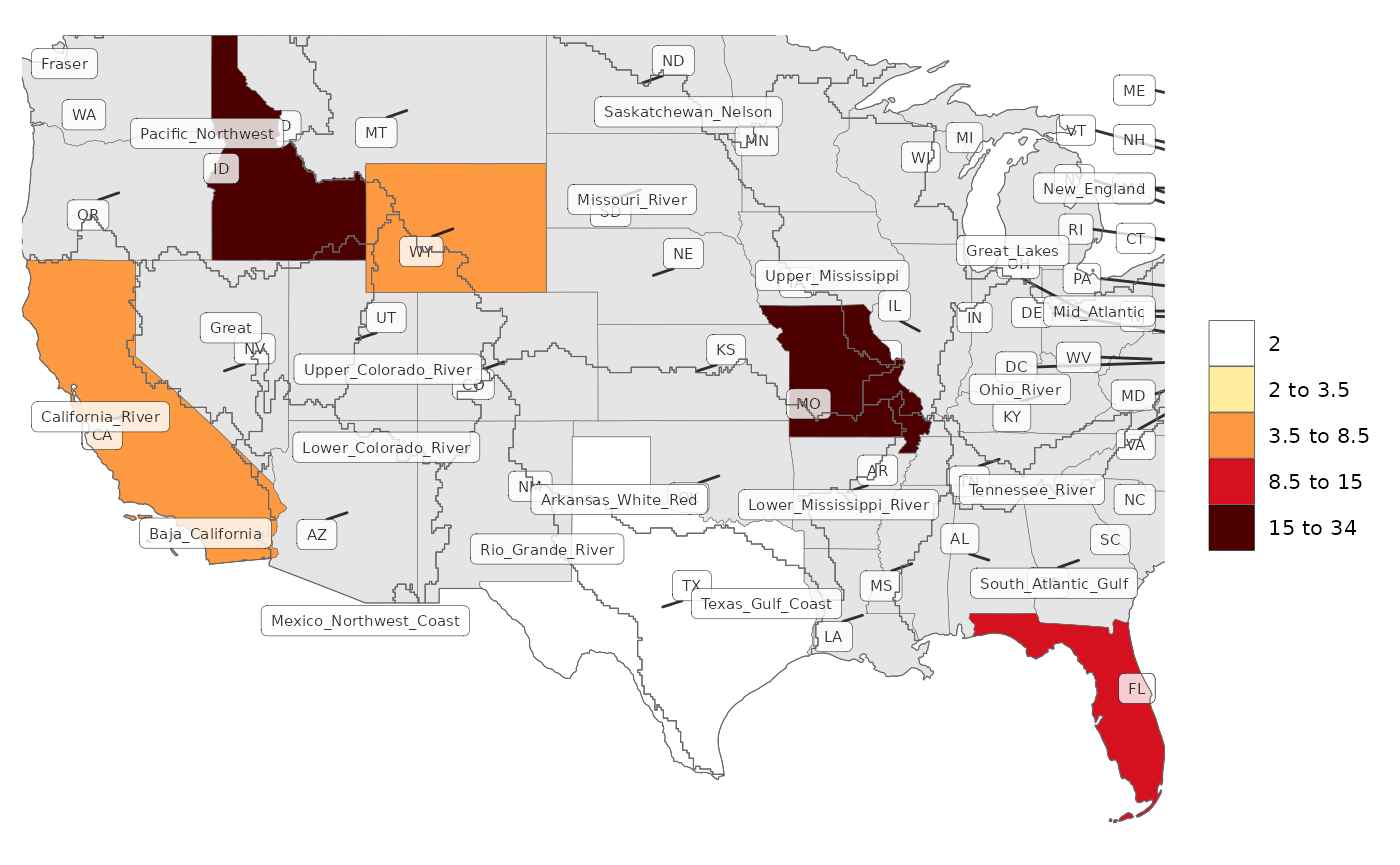 ND
Fraser
ME
Saskatchewan_Nelson
WA
MT
Pacific_Northwest
VT
MI
NH
MN
WI
ID
NY
New_England
Missouri_River
SD
OR
RI
CT
WY
NE
Great_Lakes
OH
Upper_Mississippi
PA
IL
UT
IN
DE
Mid_Atlantic
Great
NV
KS
2
WV
DC
Upper_Colorado_River
CO
2 to 3.5
Ohio_River
MD
MO
California_River
KY
CA
3.5 to 8.5
Lower_Colorado_River
VA
AR
8.5 to 15
NM
TN
Tennessee_River
Arkansas_White_Red
NC
Lower_Mississippi_River
15 to 34
Baja_California
AZ
AL
SC
Rio_Grande_River
TX
MS
South_Atlantic_Gulf
Texas_Gulf_Coast
Mexico_Northwest_Coast
LA
FL